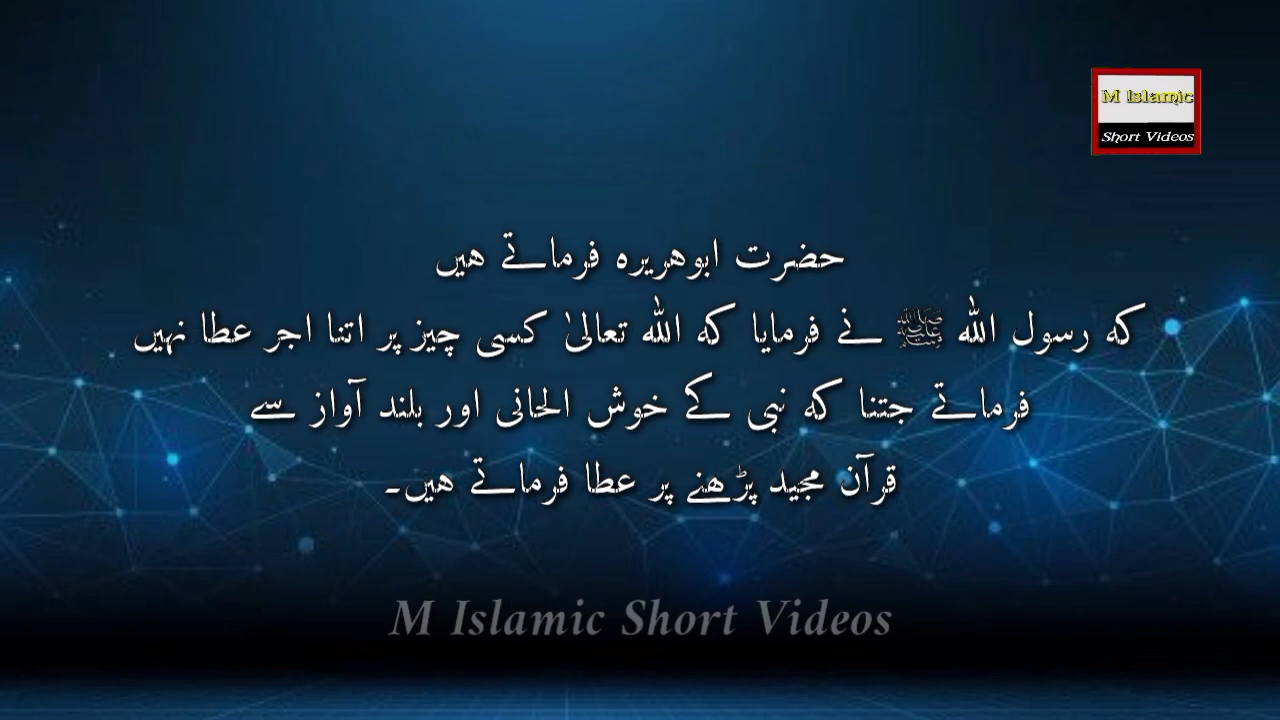 M Islamic
Short Videos
حضرت ابوہریرہ فرماتے ہیں
کہ رسول اللہ ﷺ نے فرمایا کہ اللہ تعالیٰ کسی چیز پر اتنا اجر عطا نہیں
فرماتے جتنا کہ نبی کے خوش الحانی اور بلند آواز سے
قرآن مجید پڑھنے پر عطا فرماتے ہیں۔
M Islamic Short Videos